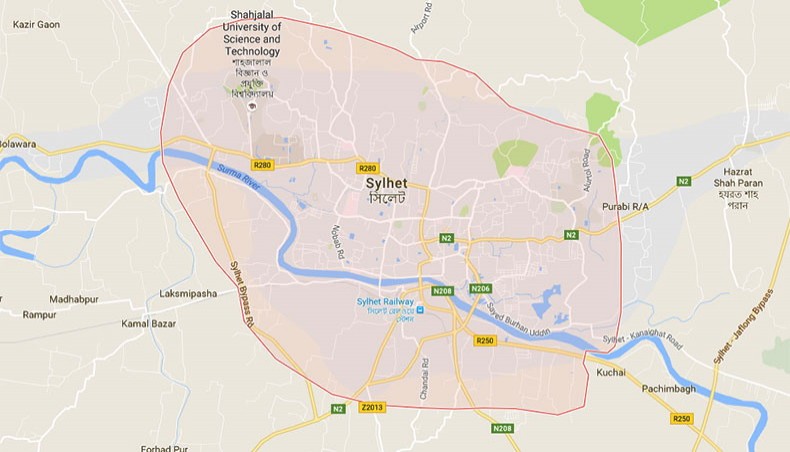 Kazir Gaon
Shahjalal
University of
Science and
Technology
শাহজালাল
বিজ্ঞান ও
প্রযুক্তি
বিশ্ববিদ্যালয়
Airport Rd
Bolawara
R280
R280
Surma River
Sylhet
সিলেট
Alurtol Road
Hazrat
Shah Paran
হযরত শাহ
পরান
N2
Purabi R/A
N2
N2
Nobab Rd
Sylhet Bypass Rd
Laksmipasha
Madhabpur
Rampur
Kamal Bazar
N208
N206
Sylhet Railway
সিলেট রেলওয়ে
Sayed Burhan Uddin
R250
Sylhet - Kanaighat Road
Sylhet - Jaflong Bypass
Kuchai
Pachimbagh
Chandai Rd
N2
Z2013
N208
R250
Forhad Pur